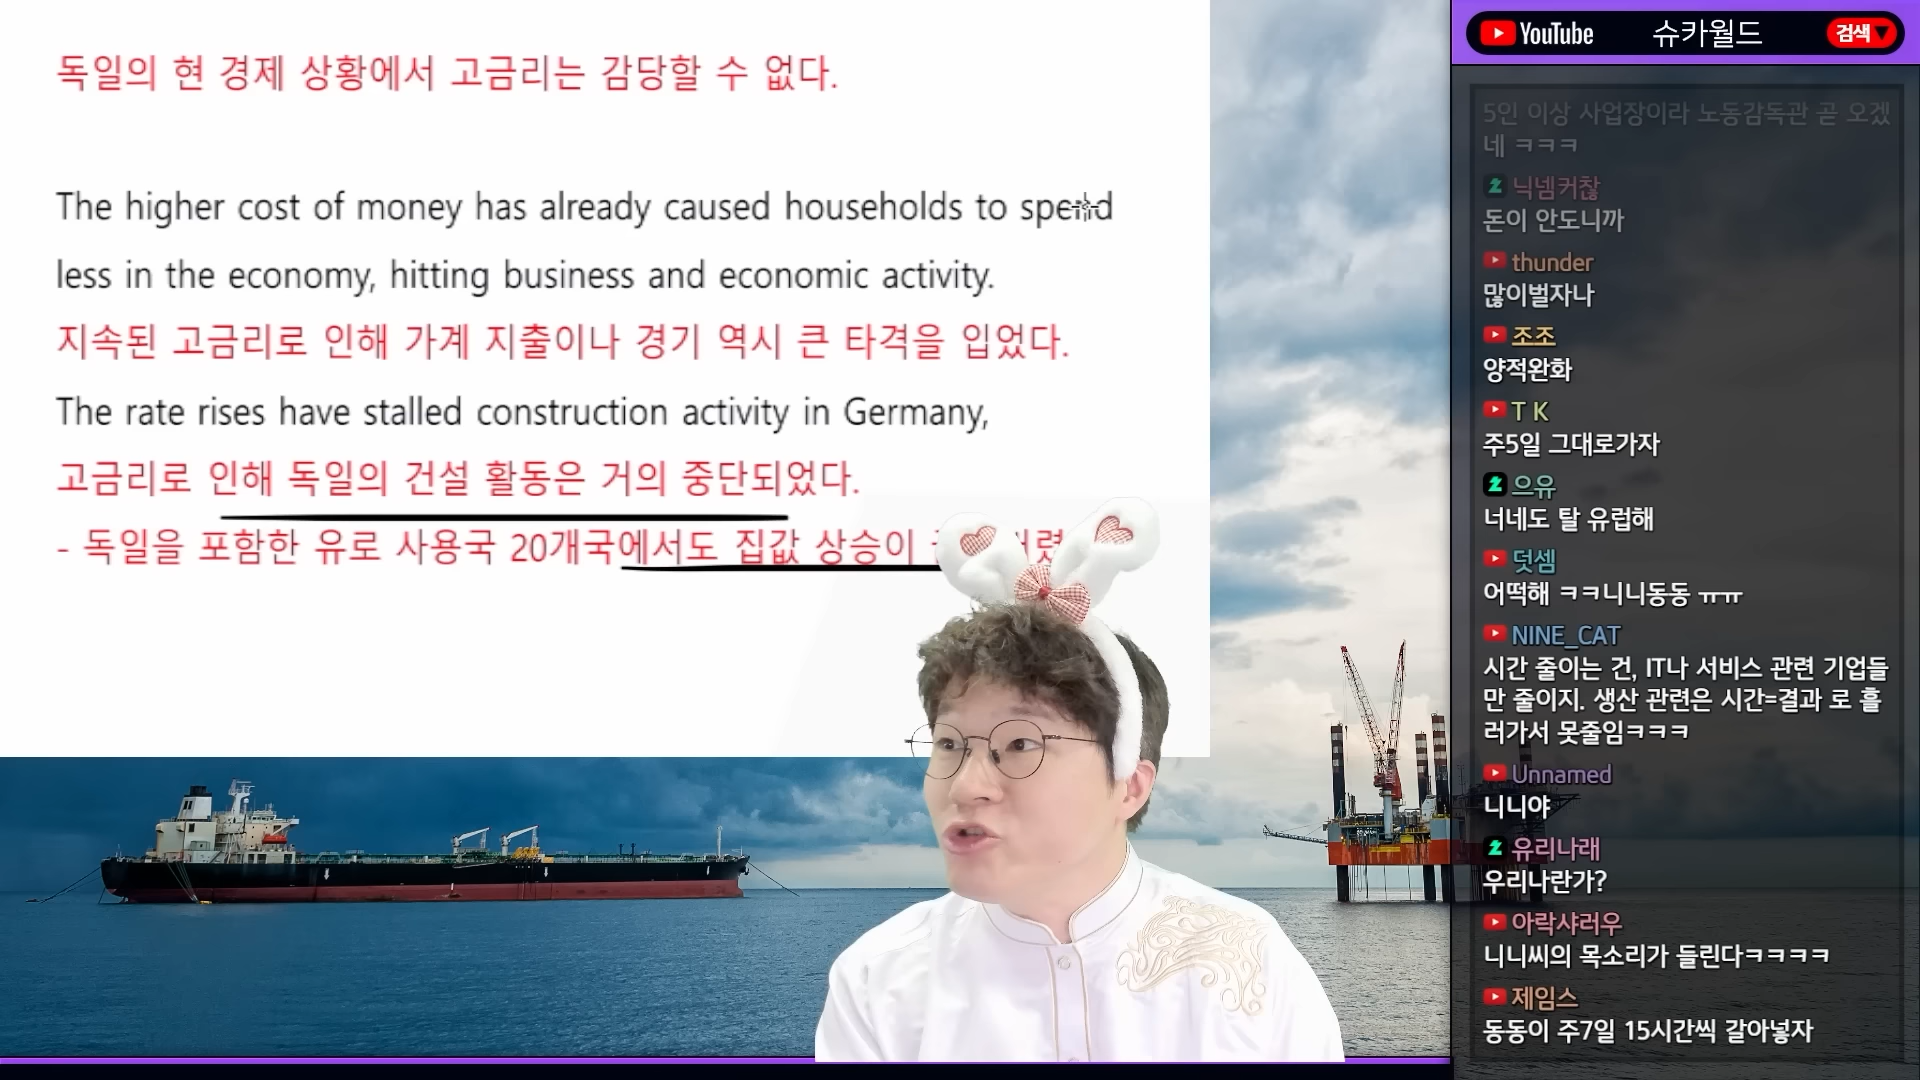 독일의 현 경제 상황에서 고금리는 감당할 수 없다.
The higher cost of money has already caused households to spend
less in the economy, hitting business and economic activity.
지속된 고금리로 인해 가계 지출이나 경기 역시 큰 타격을 입었다.
The rate rises have stalled construction activity in Germany,
고금리로 인해 독일의 건설 활동은 거의 중단되었다.
- 독일을 포함한 유로 사용국 20개국에서도 집값 상승이
YouTube 슈카월드 검색
5인 이상 사업장이라 노동감독관 곧 오겠
네 ㅋㅋㅋ
닉넴커찮
돈이 안도니까
thunder
많이벌자나
조조
양적완화
T K
주5일 그대로가자
으유
너네도 탈 유럽해
덧셈
어떡해 ㅋㅋ니니동동 ㅠㅠ
NINE_CAT
시간 줄이는 건, IT나 서비스 관련 기업들
만 줄이지. 생산 관련은 시간=결과 로 흘
러가서 못줄임ㅋㅋㅋ
Unnamed
니니야
유리나래
우리나란가?
아락샤러우
니니씨의 목소리가 들린다ㅋㅋㅋㅋ
제임스
동동이 주7일 15시간씩 갈아넣자